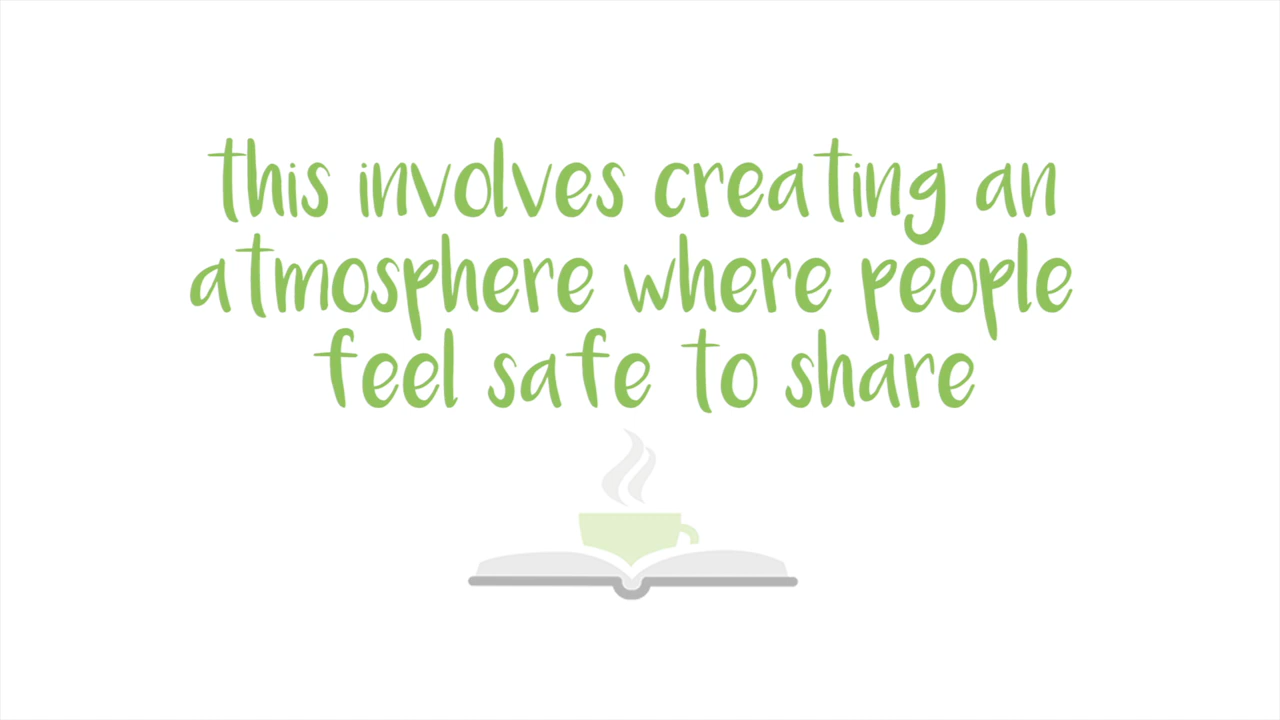 this involves creating an
atmosphere where people
feel safe to share